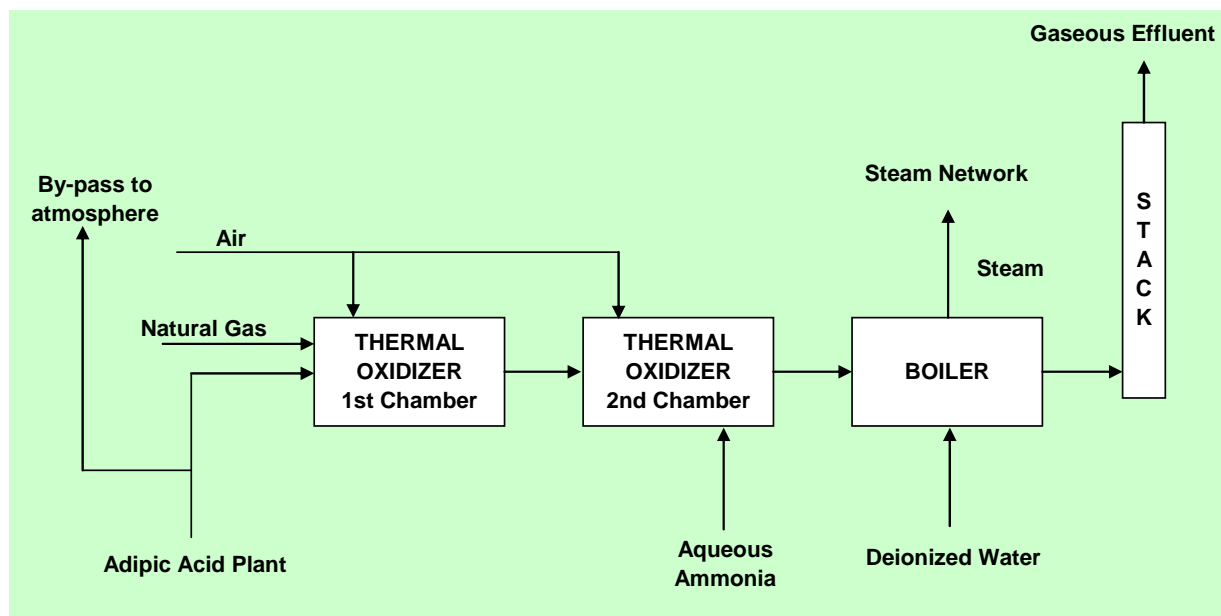 Gaseous Effluent
By-pass to
atmosphere
Steam Network
S
T
A
C
K
Air
Steam
Natural Gas
THERMAL
OXIDIZER
1st Chamber
THERMAL
OXIDIZER
2nd Chamber
BOILER
Adipic Acid Plant
Aqueous
Ammonia
Deionized Water